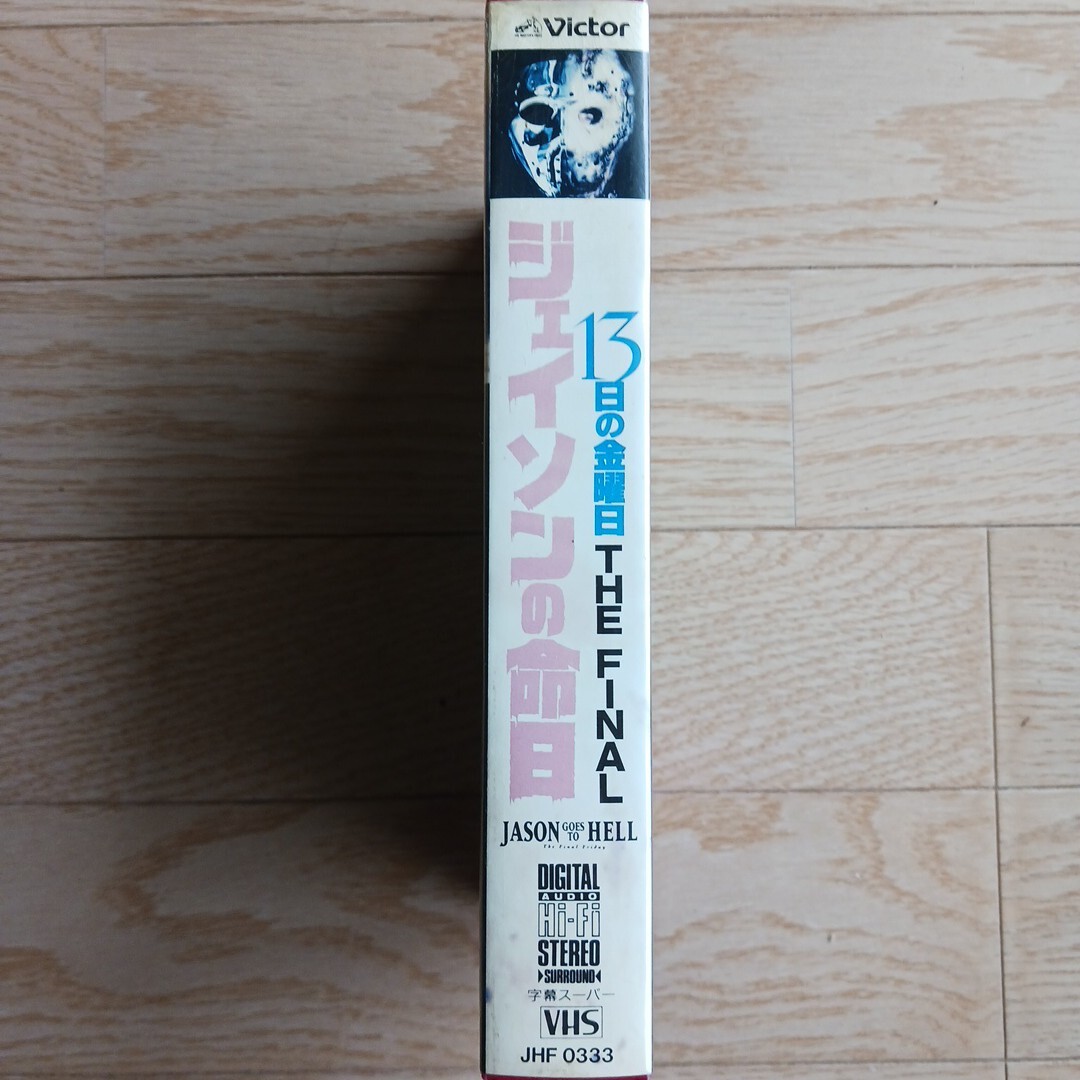 Victor
ジェイソンの命日
13日の金曜日 THE FINAL
JASON GOES TO HELL
The Final Friday
DIGITAL
AUDIO
Hi-Fi
STEREO
SURROUND
字幕スーパー
VHS
JHF 0333